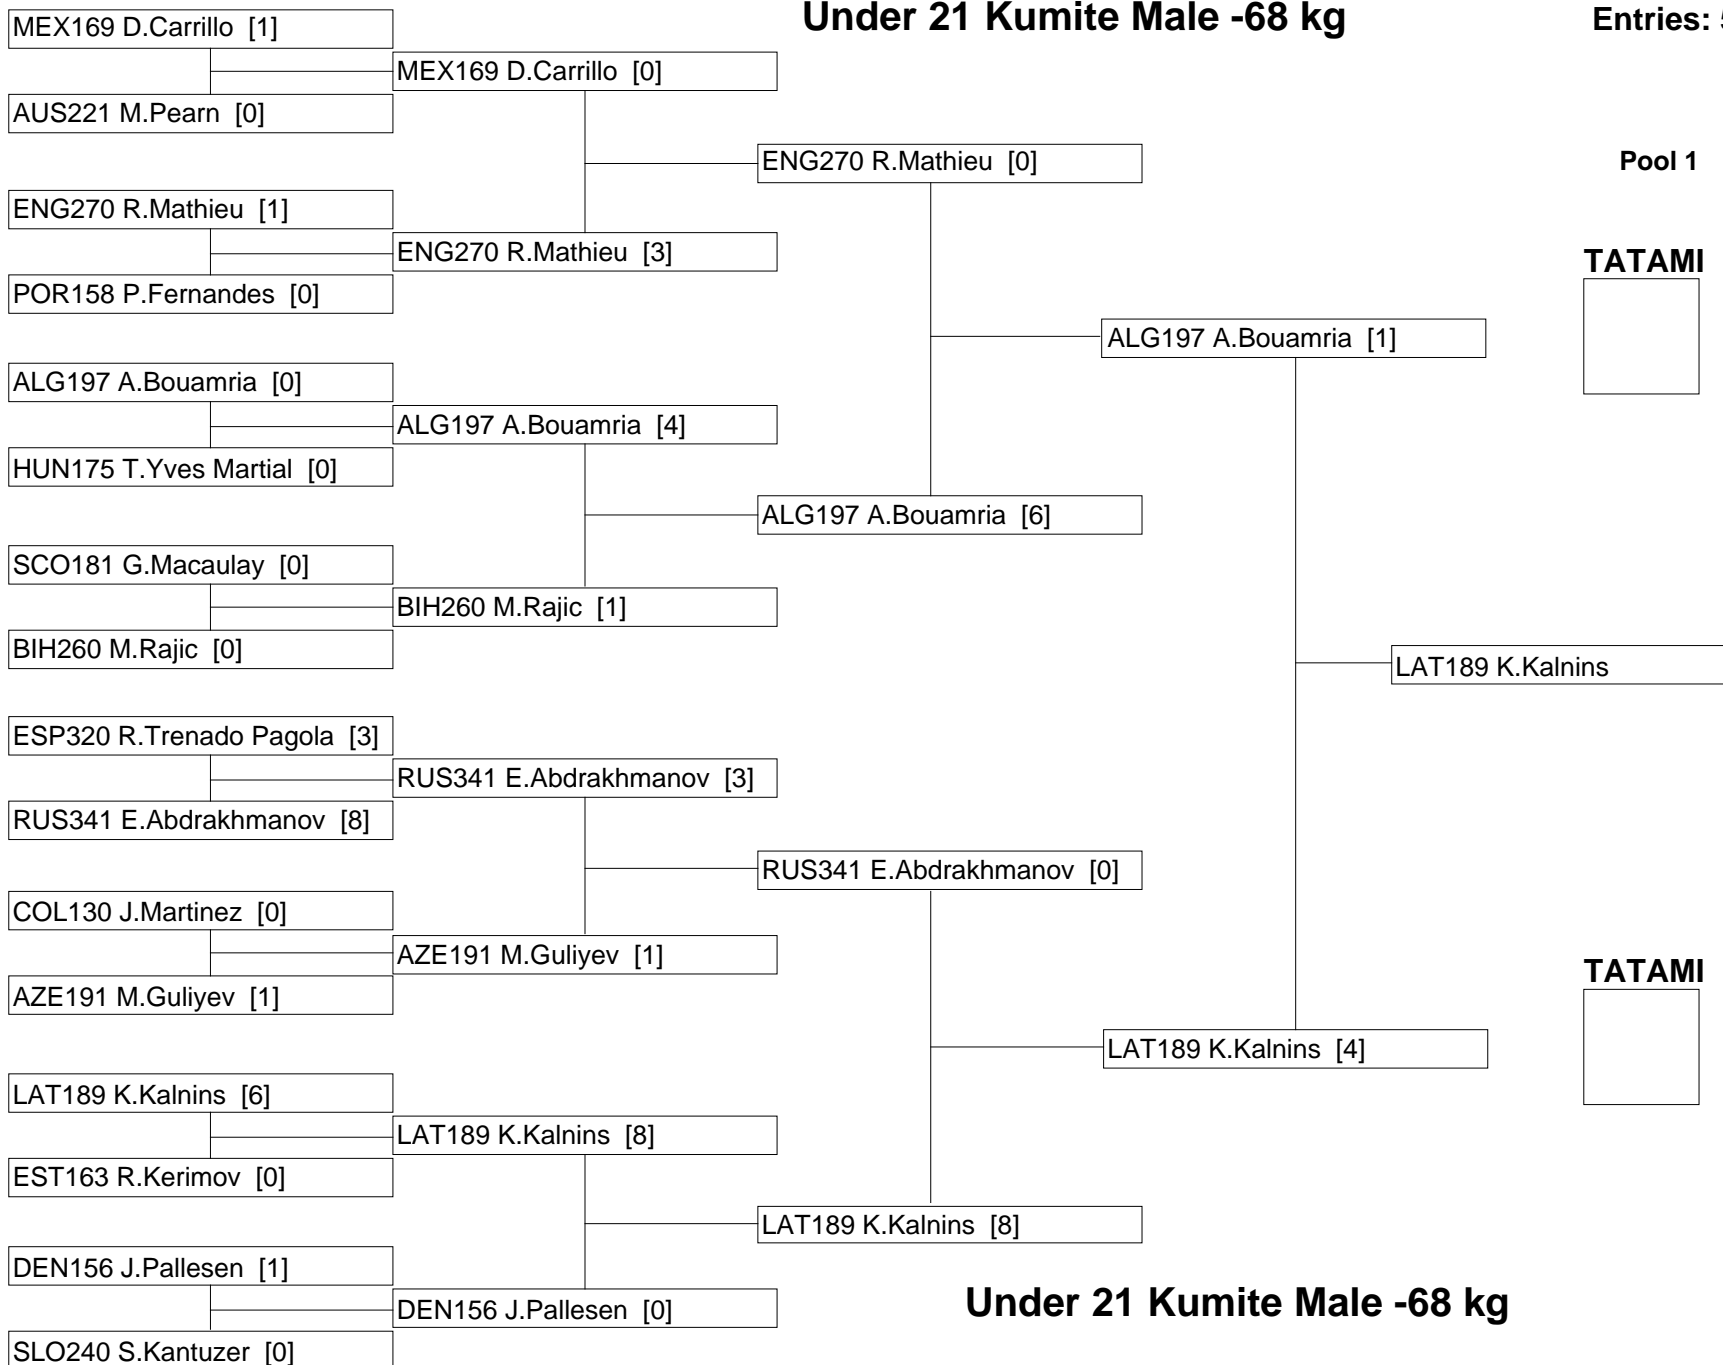 Under 21 Kumite Male -68 kg
Entries:
Pool 1
MEX169 D.Carrillo [1]
AUS221 M.Pearn [0]
ENG270 R.Mathieu [1]
POR158 P.Fernandes [0]
ALG197 A.Bouamria [0]
HUN175 T.Yves Martial [0]
SCO181 G.Macaulay [0]
BIH260 M.Rajic [0]
ESP320 R.Trenado Pagola [3]
RUS341 E.Abdrakhmanov [8]
COL130 J.Martinez [0]
AZE191 M.Guliyev [1]
LAT189 K.Kalnins [6]
EST163 R.Kerimov [0]
DEN156 J.Pallesen [1]
SLO240 S.Kantuzer [0]
MEX169 D.Carrillo [0]
ENG270 R.Mathieu [3]
ALG197 A.Bouamria [4]
BIH260 M.Rajic [1]
RUS341 E.Abdrakhmanov [3]
AZE191 M.Guliyev [1]
LAT189 K.Kalnins [8]
DEN156 J.Pallesen [0]
ENG270 R.Mathieu [0]
ALG197 A.Bouamria [6]
RUS341 E.Abdrakhmanov [0]
LAT189 K.Kalnins [8]
ALG197 A.Bouamria [1]
LAT189 K.Kalnins [4]
LAT189 K.Kalnins
TATAMI
TATAMI
Under 21 Kumite Male -68 kg